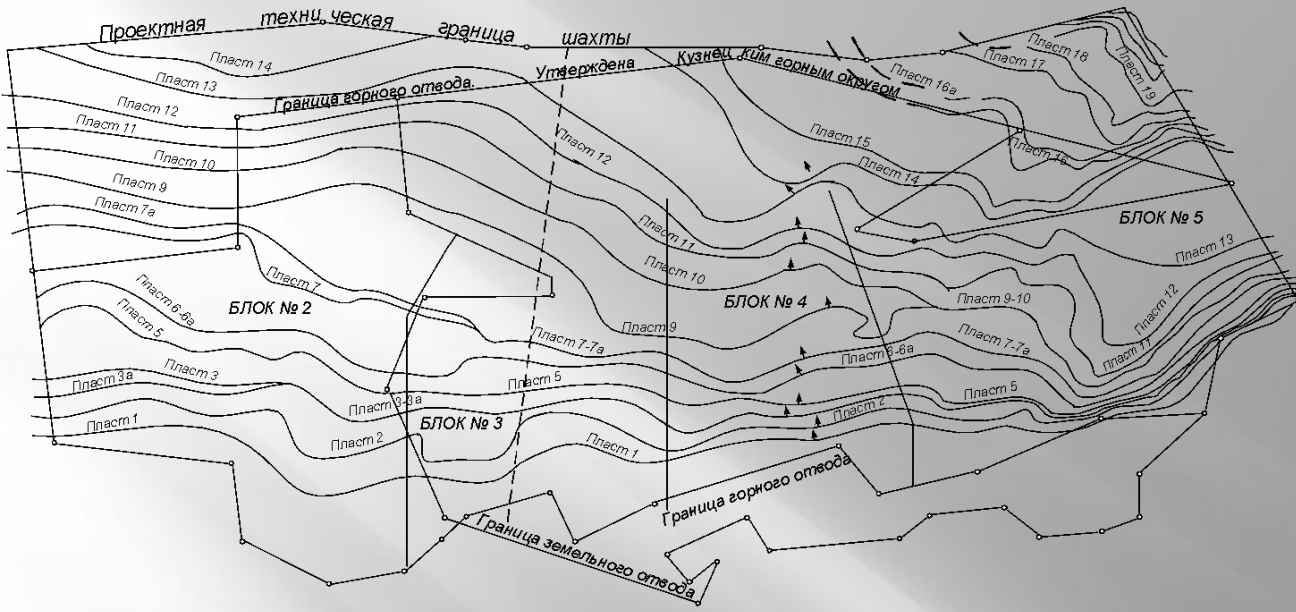 Проектная техническая граница шахты
Пласт 14
Пласт 13
Граница горного отвода. Утверждена Кузнецким горным округом
Пласт 12
Пласт 11
Пласт 10
Пласт 9
Пласт 7а
Пласт 7
Пласт 6-6а
Пласт 5
Пласт 3
Пласт 3а
Пласт 3-3а
Пласт 2
Пласт 1
БЛОК № 2
БЛОК № 3
Пласт 12
Пласт 11
Пласт 10
Пласт 9
Пласт 7-7а
Пласт 5
Пласт 1
БЛОК № 4
Пласт 6-6а
Пласт 2
Пласт 15
Пласт 14
Пласт 16а
Пласт 16
Пласт 17
Пласт 18
Пласт 19
БЛОК № 5
Пласт 13
Пласт 12
Пласт 11
Пласт 9-10
Пласт 7-7а
Пласт 5
Граница горного отвода
Граница земельного отвода